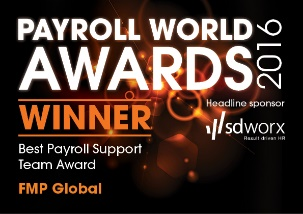 PAYROLL WORLD
AWARDS
2016
WINNER
Headline sponsor
sdworx
Result driven HR
Best Payroll Support
Team Award
FMP Global